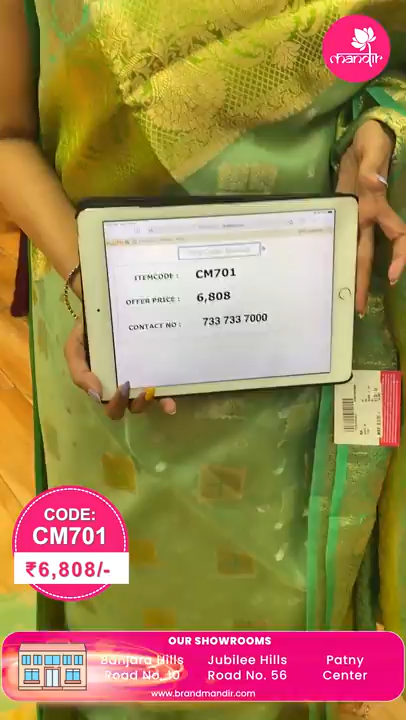 mandir
ITEMCODE : CM701
OFFER PRICE : 6,808
CONTACT NO : 733 733 7000
CODE:
CM701
₹6,808/-
OUR SHOWROOMS
Banjara Hills Road No. 10
Jubilee Hills Road No. 56
Patny Center
www.brandmandir.com